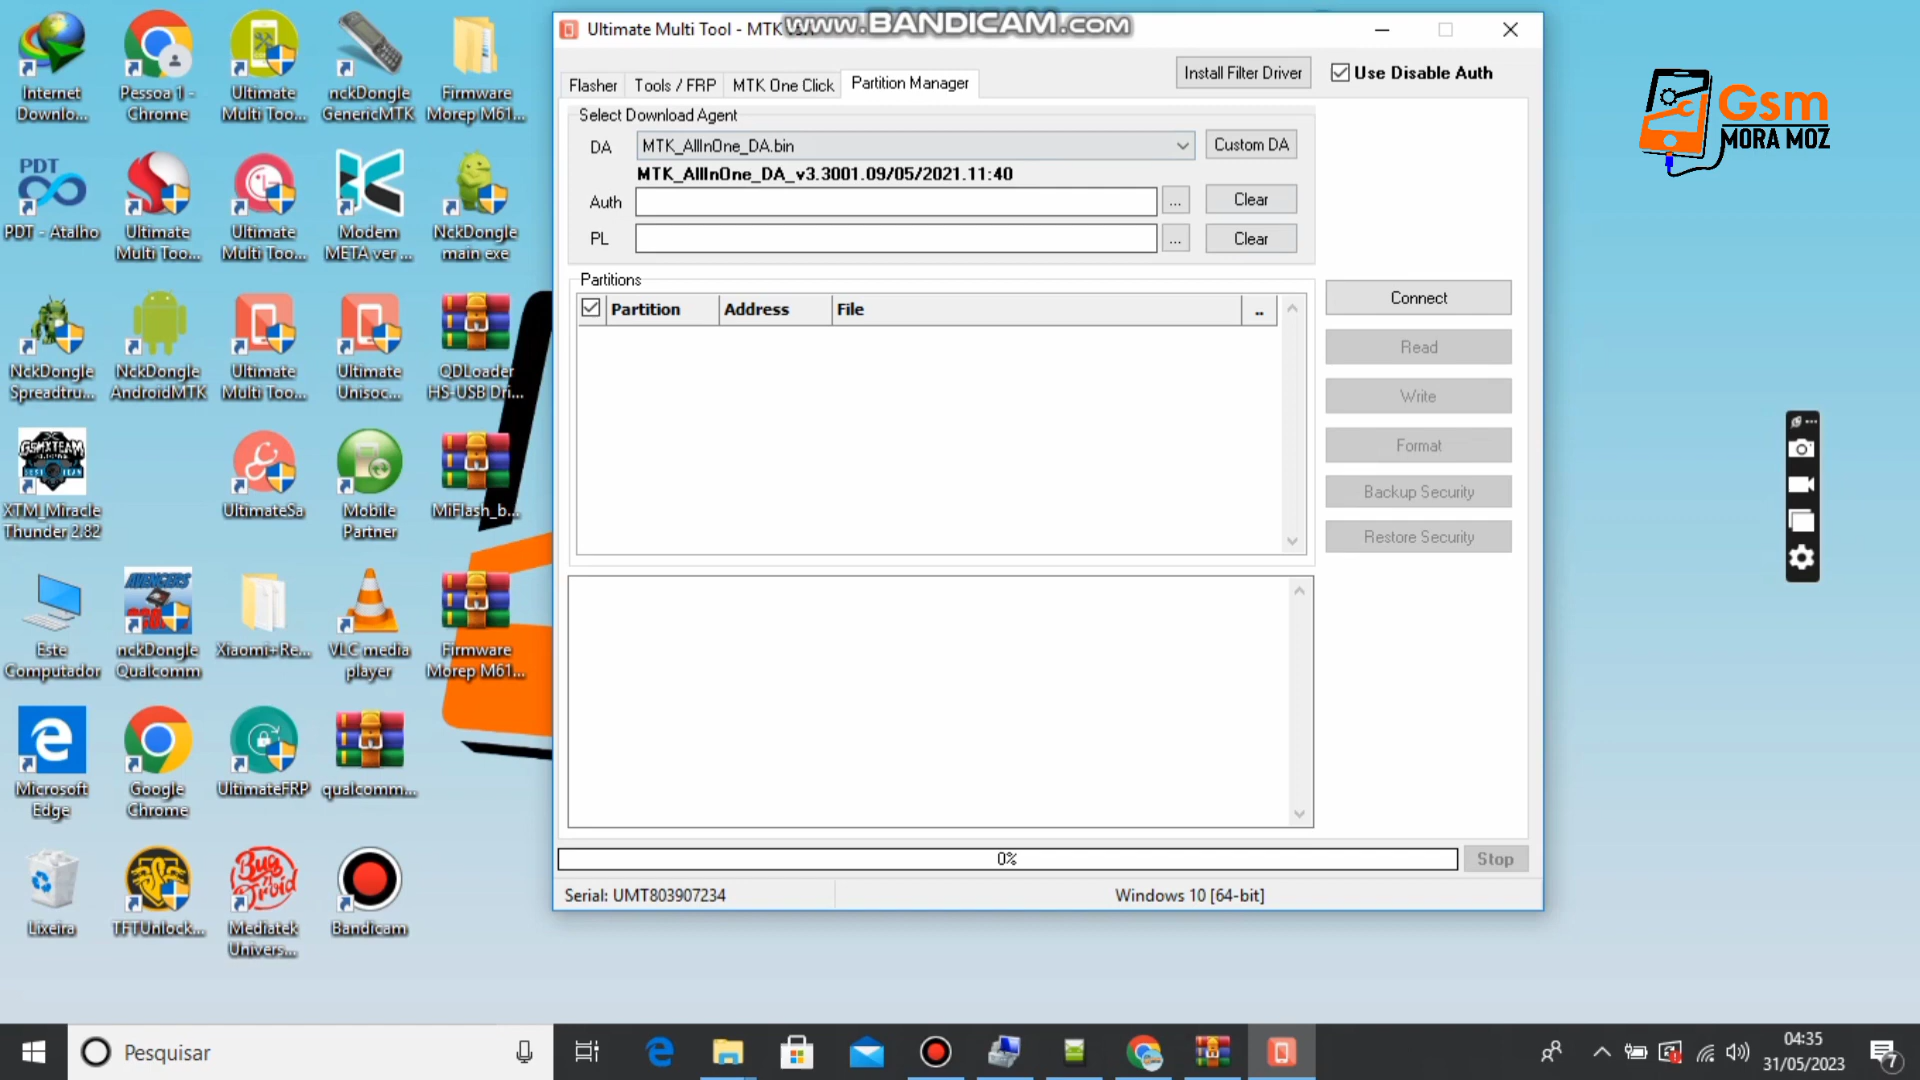 Internet
Downlo...
Pessoa 1 -
Chrome
Ultimate
Multi Too...
nckDongle
GenericMTK
Firmware
Morep M61...
PDT
PDT - Atalho
Ultimate
Multi Too...
Ultimate
Multi Too...
Modem
META ver ...
NckDongle
main exe
NckDongle
Spreadtru...
NckDongle
AndroidMTK
Ultimate
Multi Too...
Ultimate
Unisoc...
QDLoader
HS-USB Dri...
GSMXTEAM
XTM_Miracle
Thunder 2.82
UltimateSa
Mobile
Partner
MiFlash_b...
Este
Computador
AVENGERS
nckDongle
Qualcomm
Xiaomi+Re...
VLC media
player
Firmware
Morep M61...
Microsoft
Edge
Google
Chrome
UltimateFRP
qualcomm...
Lixeira
TFTUnlock...
Bug
Droid
Mediatek
Univers...
Bandicam
Ultimate Multi Tool - MTK
www.BANDICAM.com
Flasher
Tools / FRP
MTK One Click
Partition Manager
Install Filter Driver
Use Disable Auth
Select Download Agent
DA
MTK_AllInOne_DA.bin
Custom DA
MTK_AllInOne_DA_v3.3001.09/05/2021.11:40
Auth
...
Clear
PL
...
Clear
Partitions
Partition
Address
File
..
Connect
Read
Write
Format
Backup Security
Restore Security
0%
Stop
Serial: UMT803907234
Windows 10 [64-bit]
Gsm
MORA MOZ
Pesquisar
04:35
31/05/2023
7